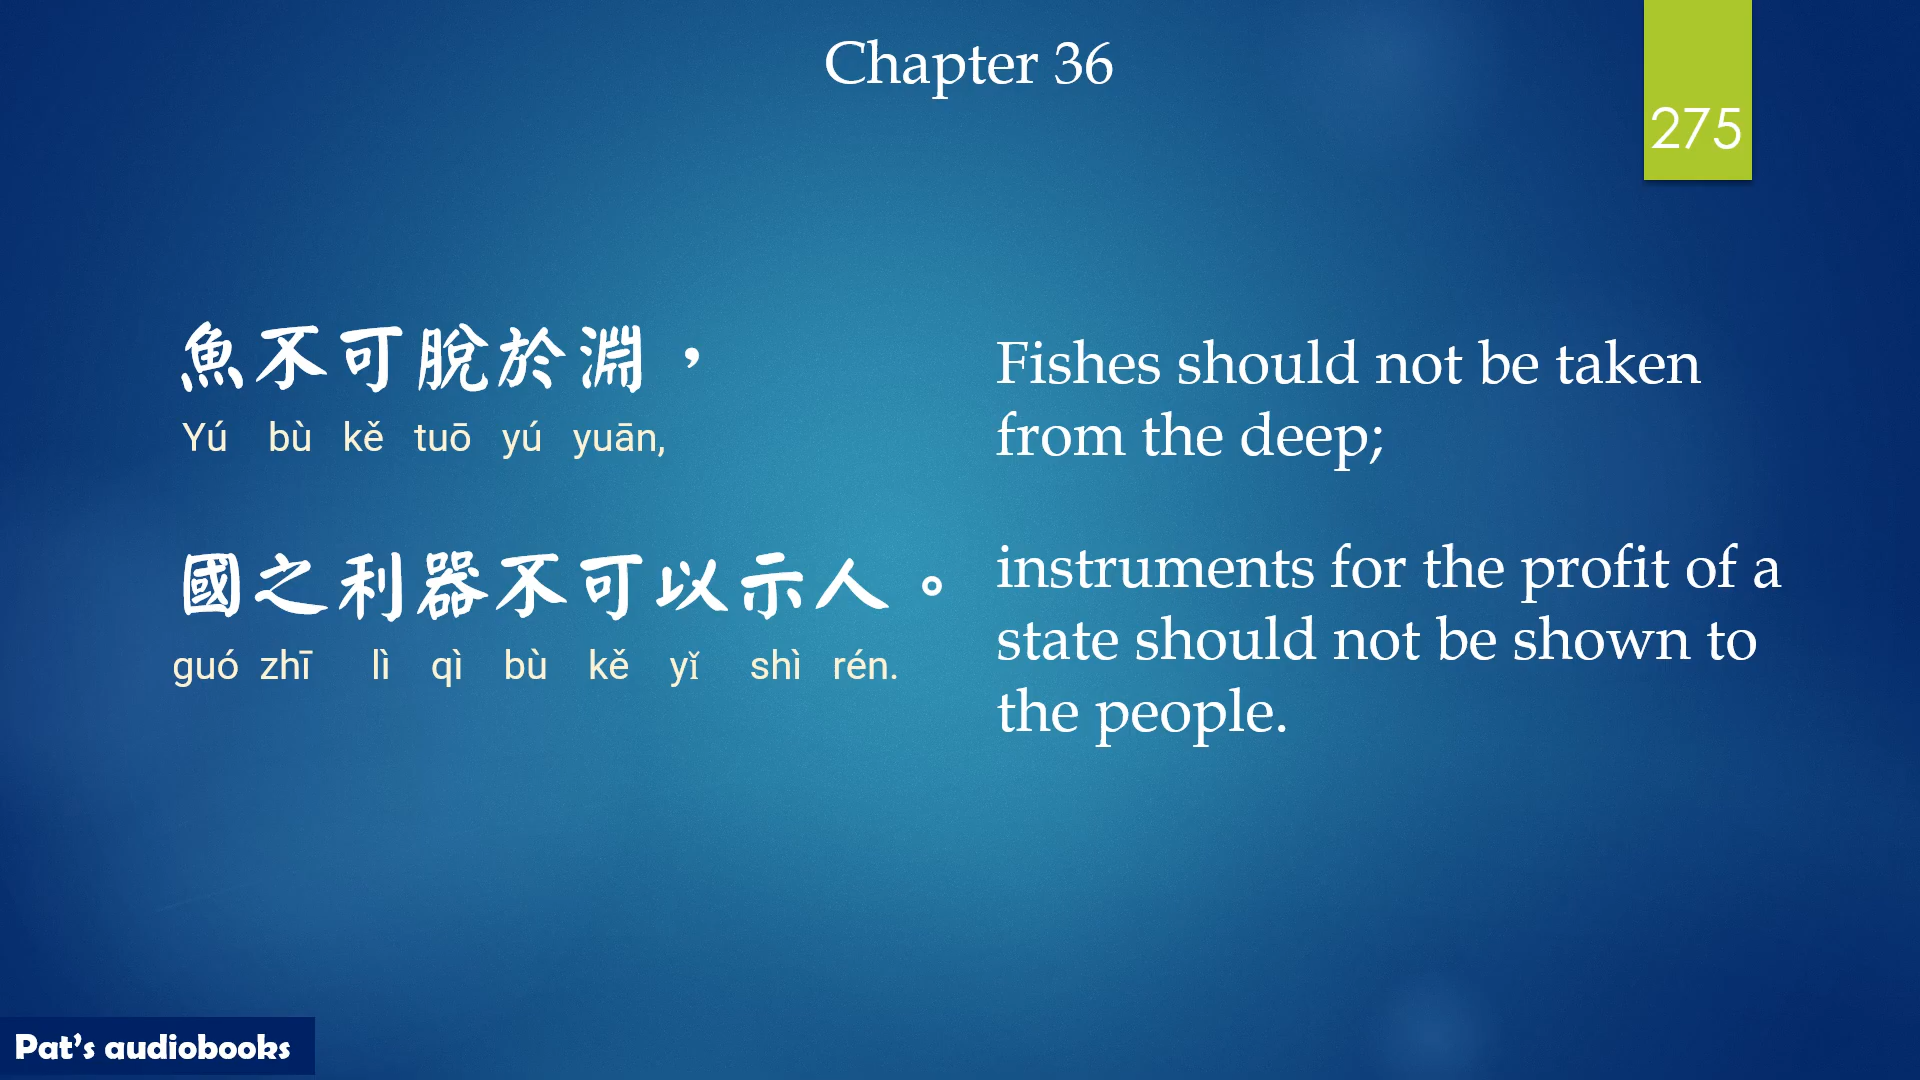 Chapter 36
275
魚不可脫於淵，
Yú bù kě tuō yú yuān,
國之利器不可以示人。
guó zhī lì qì bù kě yǐ shì rén.
Fishes should not be taken
from the deep;
instruments for the profit of a
state should not be shown to
the people.
Pat's audiobooks